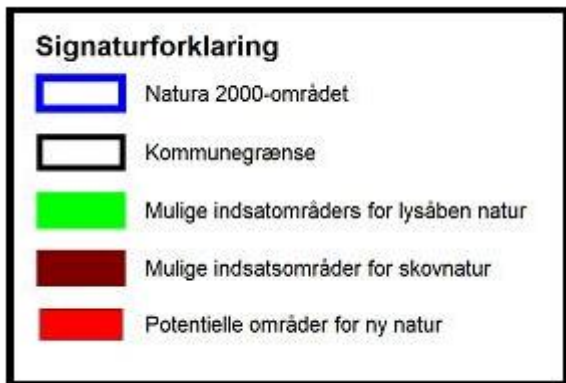 Signaturforklaring
Natura 2000-området
Kommunegrænse
Mulige indsatområders for lysåben natur
Mulige indsatsområder for skovnatur
Potentielle områder for ny natur